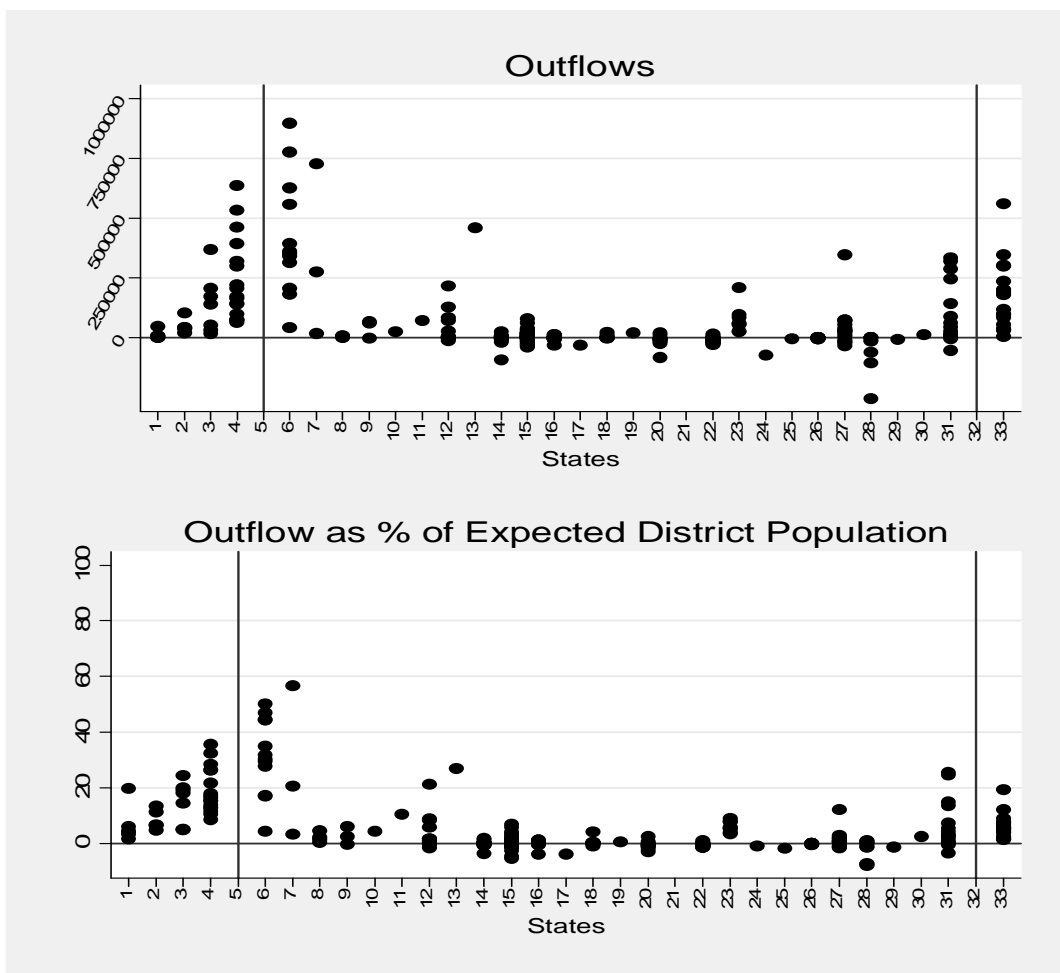 Outflows
1000000
750000
500000
250000
0
1 2 3 4 5 6 7 8 9 10 11 12 13 14 15 16 17 18 19 20 21 22 23 24 25 26 27 28 29 30 31 32 33
States
Outflow as % of Expected District Population
100
80
60
40
20
0
1 2 3 4 5 6 7 8 9 10 11 12 13 14 15 16 17 18 19 20 21 22 23 24 25 26 27 28 29 30 31 32 33
States